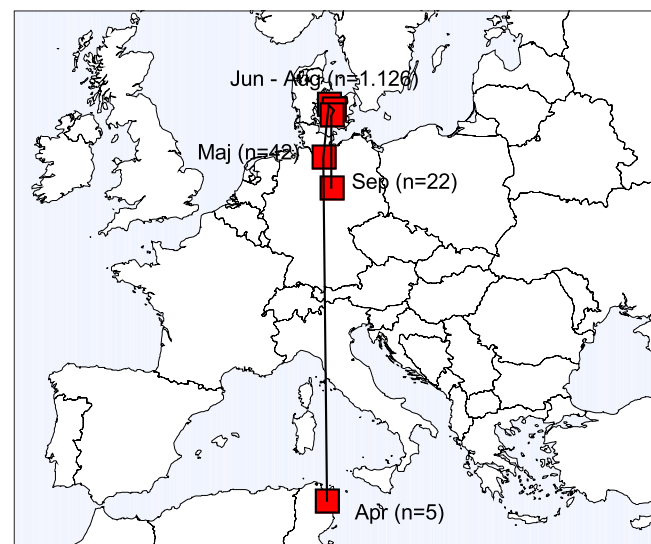 Jun - Aug (n=1.126)
Maj (n=42)
Sep (n=22)
Apr (n=5)